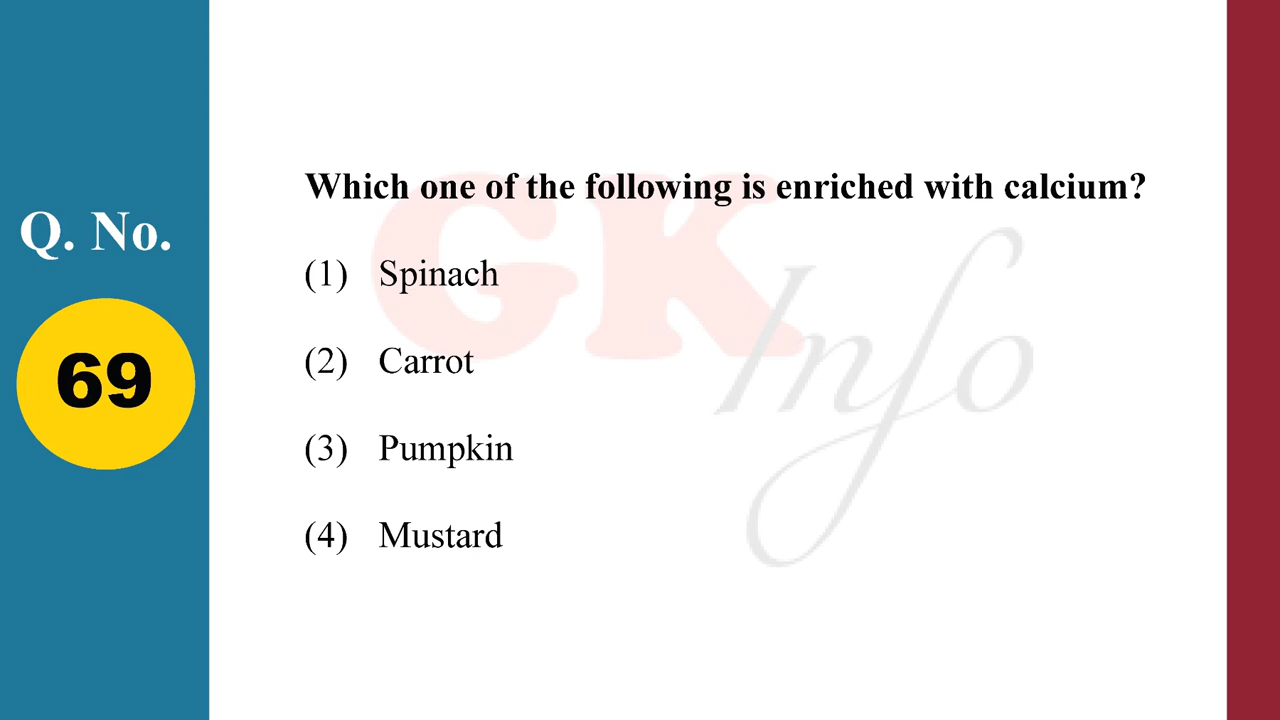 Q. No.
69
Which one of the following is enriched with calcium?
(1) Spinach
(2) Carrot
(3) Pumpkin
(4) Mustard
GK
Info